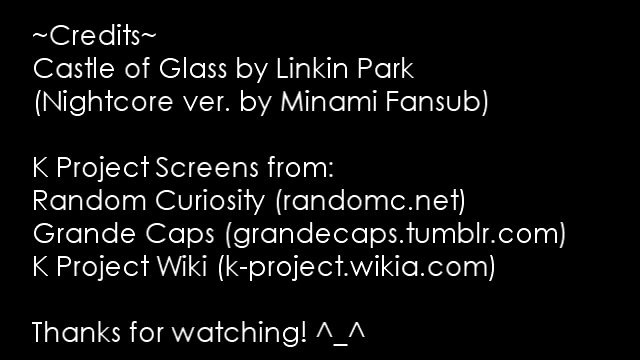 ~Credits~
Castle of Glass by Linkin Park
(Nightcore ver. by Minami Fansub)
K Project Screens from:
Random Curiosity (randomc.net)
Grande Caps (grandecaps.tumblr.com)
K Project Wiki (k-project.wikia.com)
Thanks for watching! ^_^